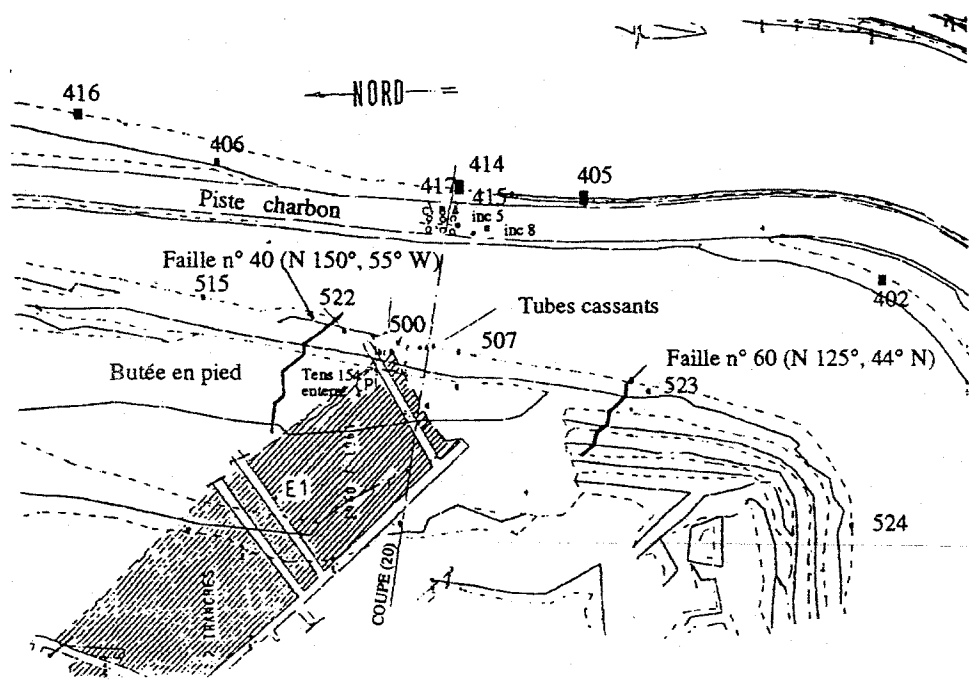 NORD
416
406
414
417
415
405
Piste charbon
inc 5
inc 8
Faille n° 40 (N 150°, 55° W)
515
522
402
Tubes cassants
500
507
Faille n° 60 (N 125°, 44° N)
523
Butée en pied
Tens 154
E1
524
COUPE (20)
2 TRANCHES